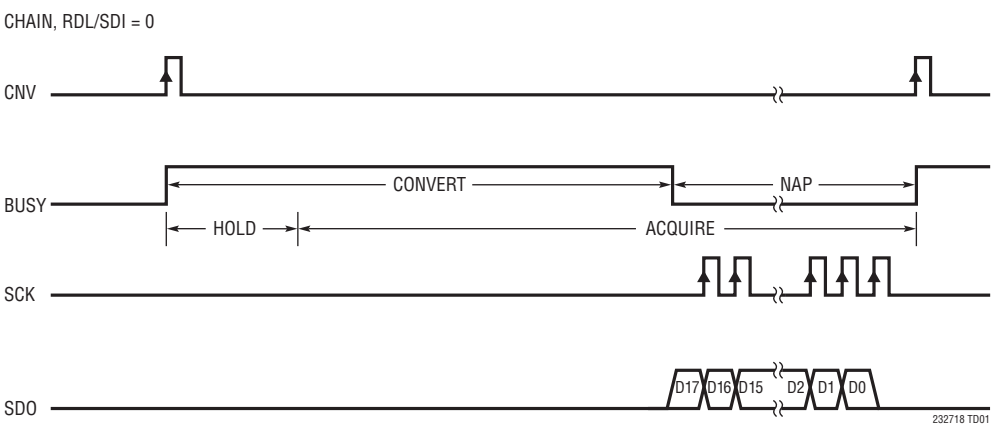 CHAIN, RDL/SDI = 0
CNV
CONVERT NAP
BUSY
HOLD ACQUIRE
SCK
D17 D16 D15 D2 D1 D0
SDO
232718 TD01